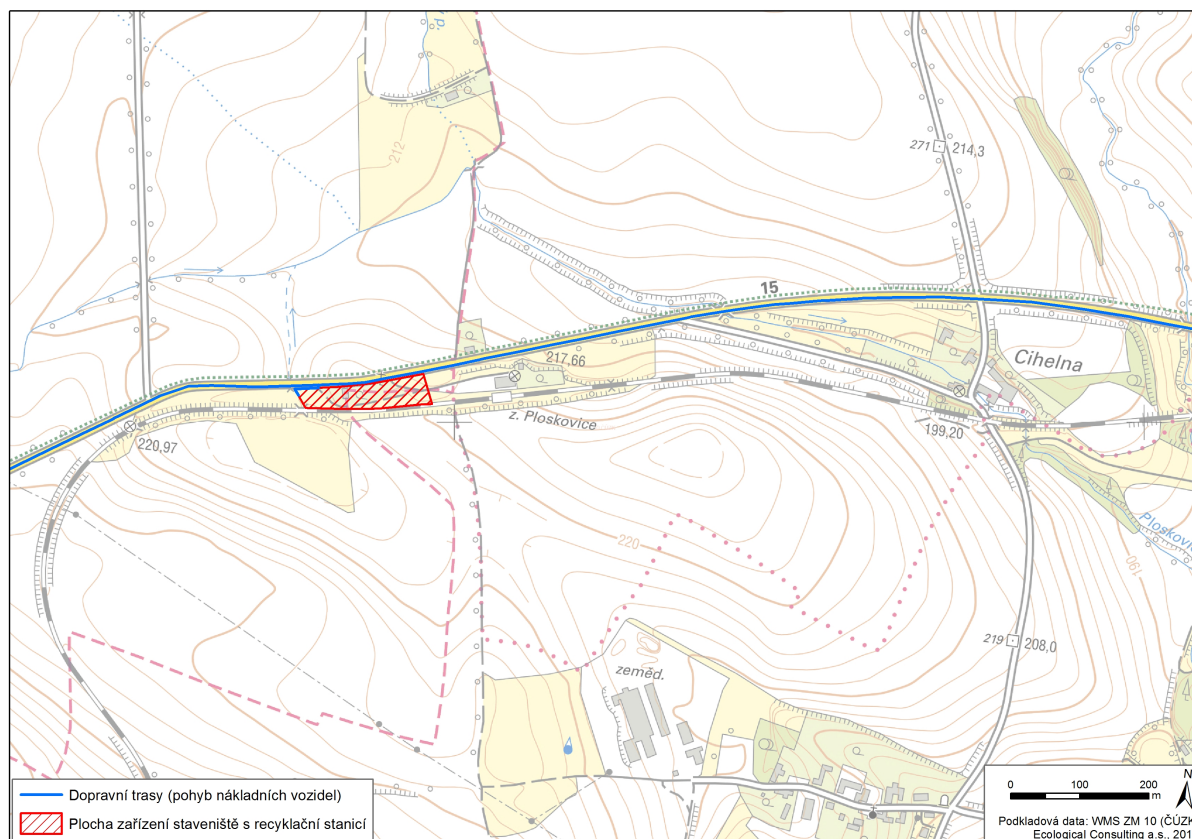 212
271
214,3
15
217,66
Cihelna
z. Ploskovice
199,20
220,97
220
190
219
208,0
zeměd.
Dopravní trasy (pohyb nákladních vozidel)
Plocha zařízení staveniště s recyklační stanicí
N
0 100 200
m
Podkladová data: WMS ZM 10 (ČÚZK
Ecological Consulting a.s., 20